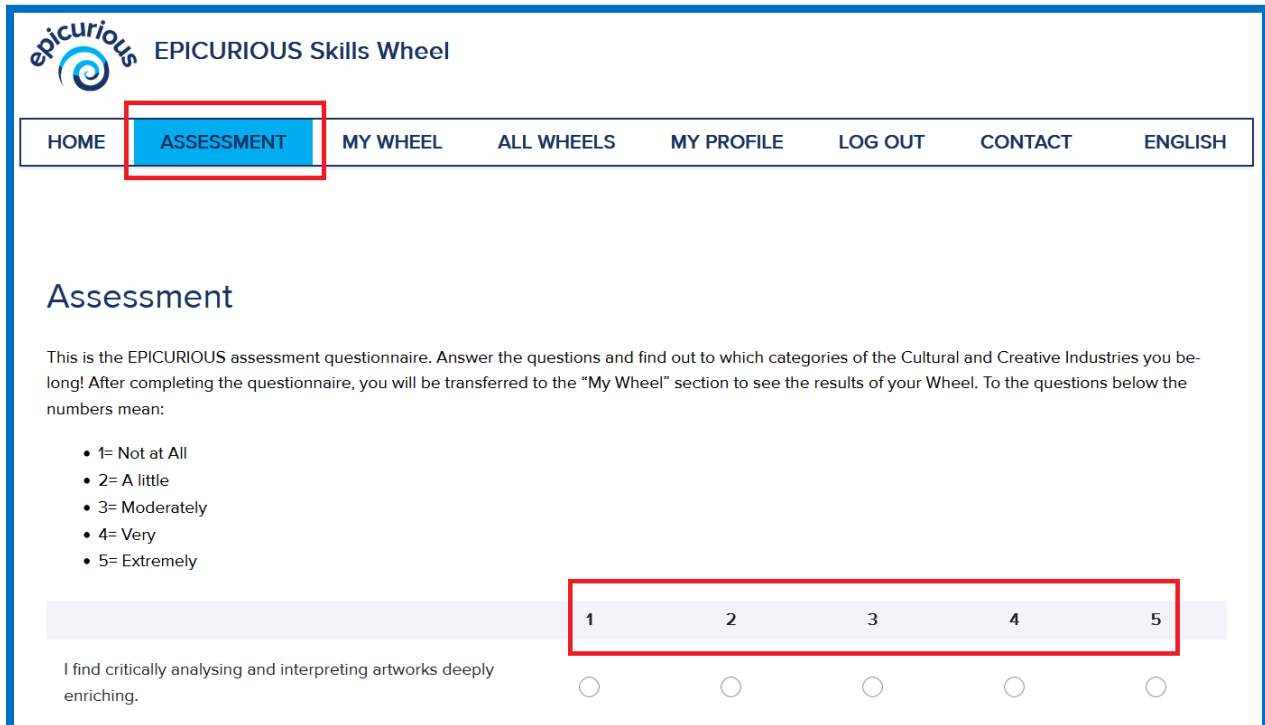 epicurious
EPICURIOUS Skills Wheel
HOME ASSESSMENT MY WHEEL ALL WHEELS MY PROFILE LOG OUT CONTACT ENGLISH
Assessment
This is the EPICURIOUS assessment questionnaire. Answer the questions and find out to which categories of the Cultural and Creative Industries you be-
long! After completing the questionnaire, you will be transferred to the “My Wheel” section to see the results of your Wheel. To the questions below the
numbers mean:
• 1= Not at All
• 2= A little
• 3= Moderately
• 4= Very
• 5= Extremely
1 2 3 4 5
I find critically analysing and interpreting artworks deeply
enriching.